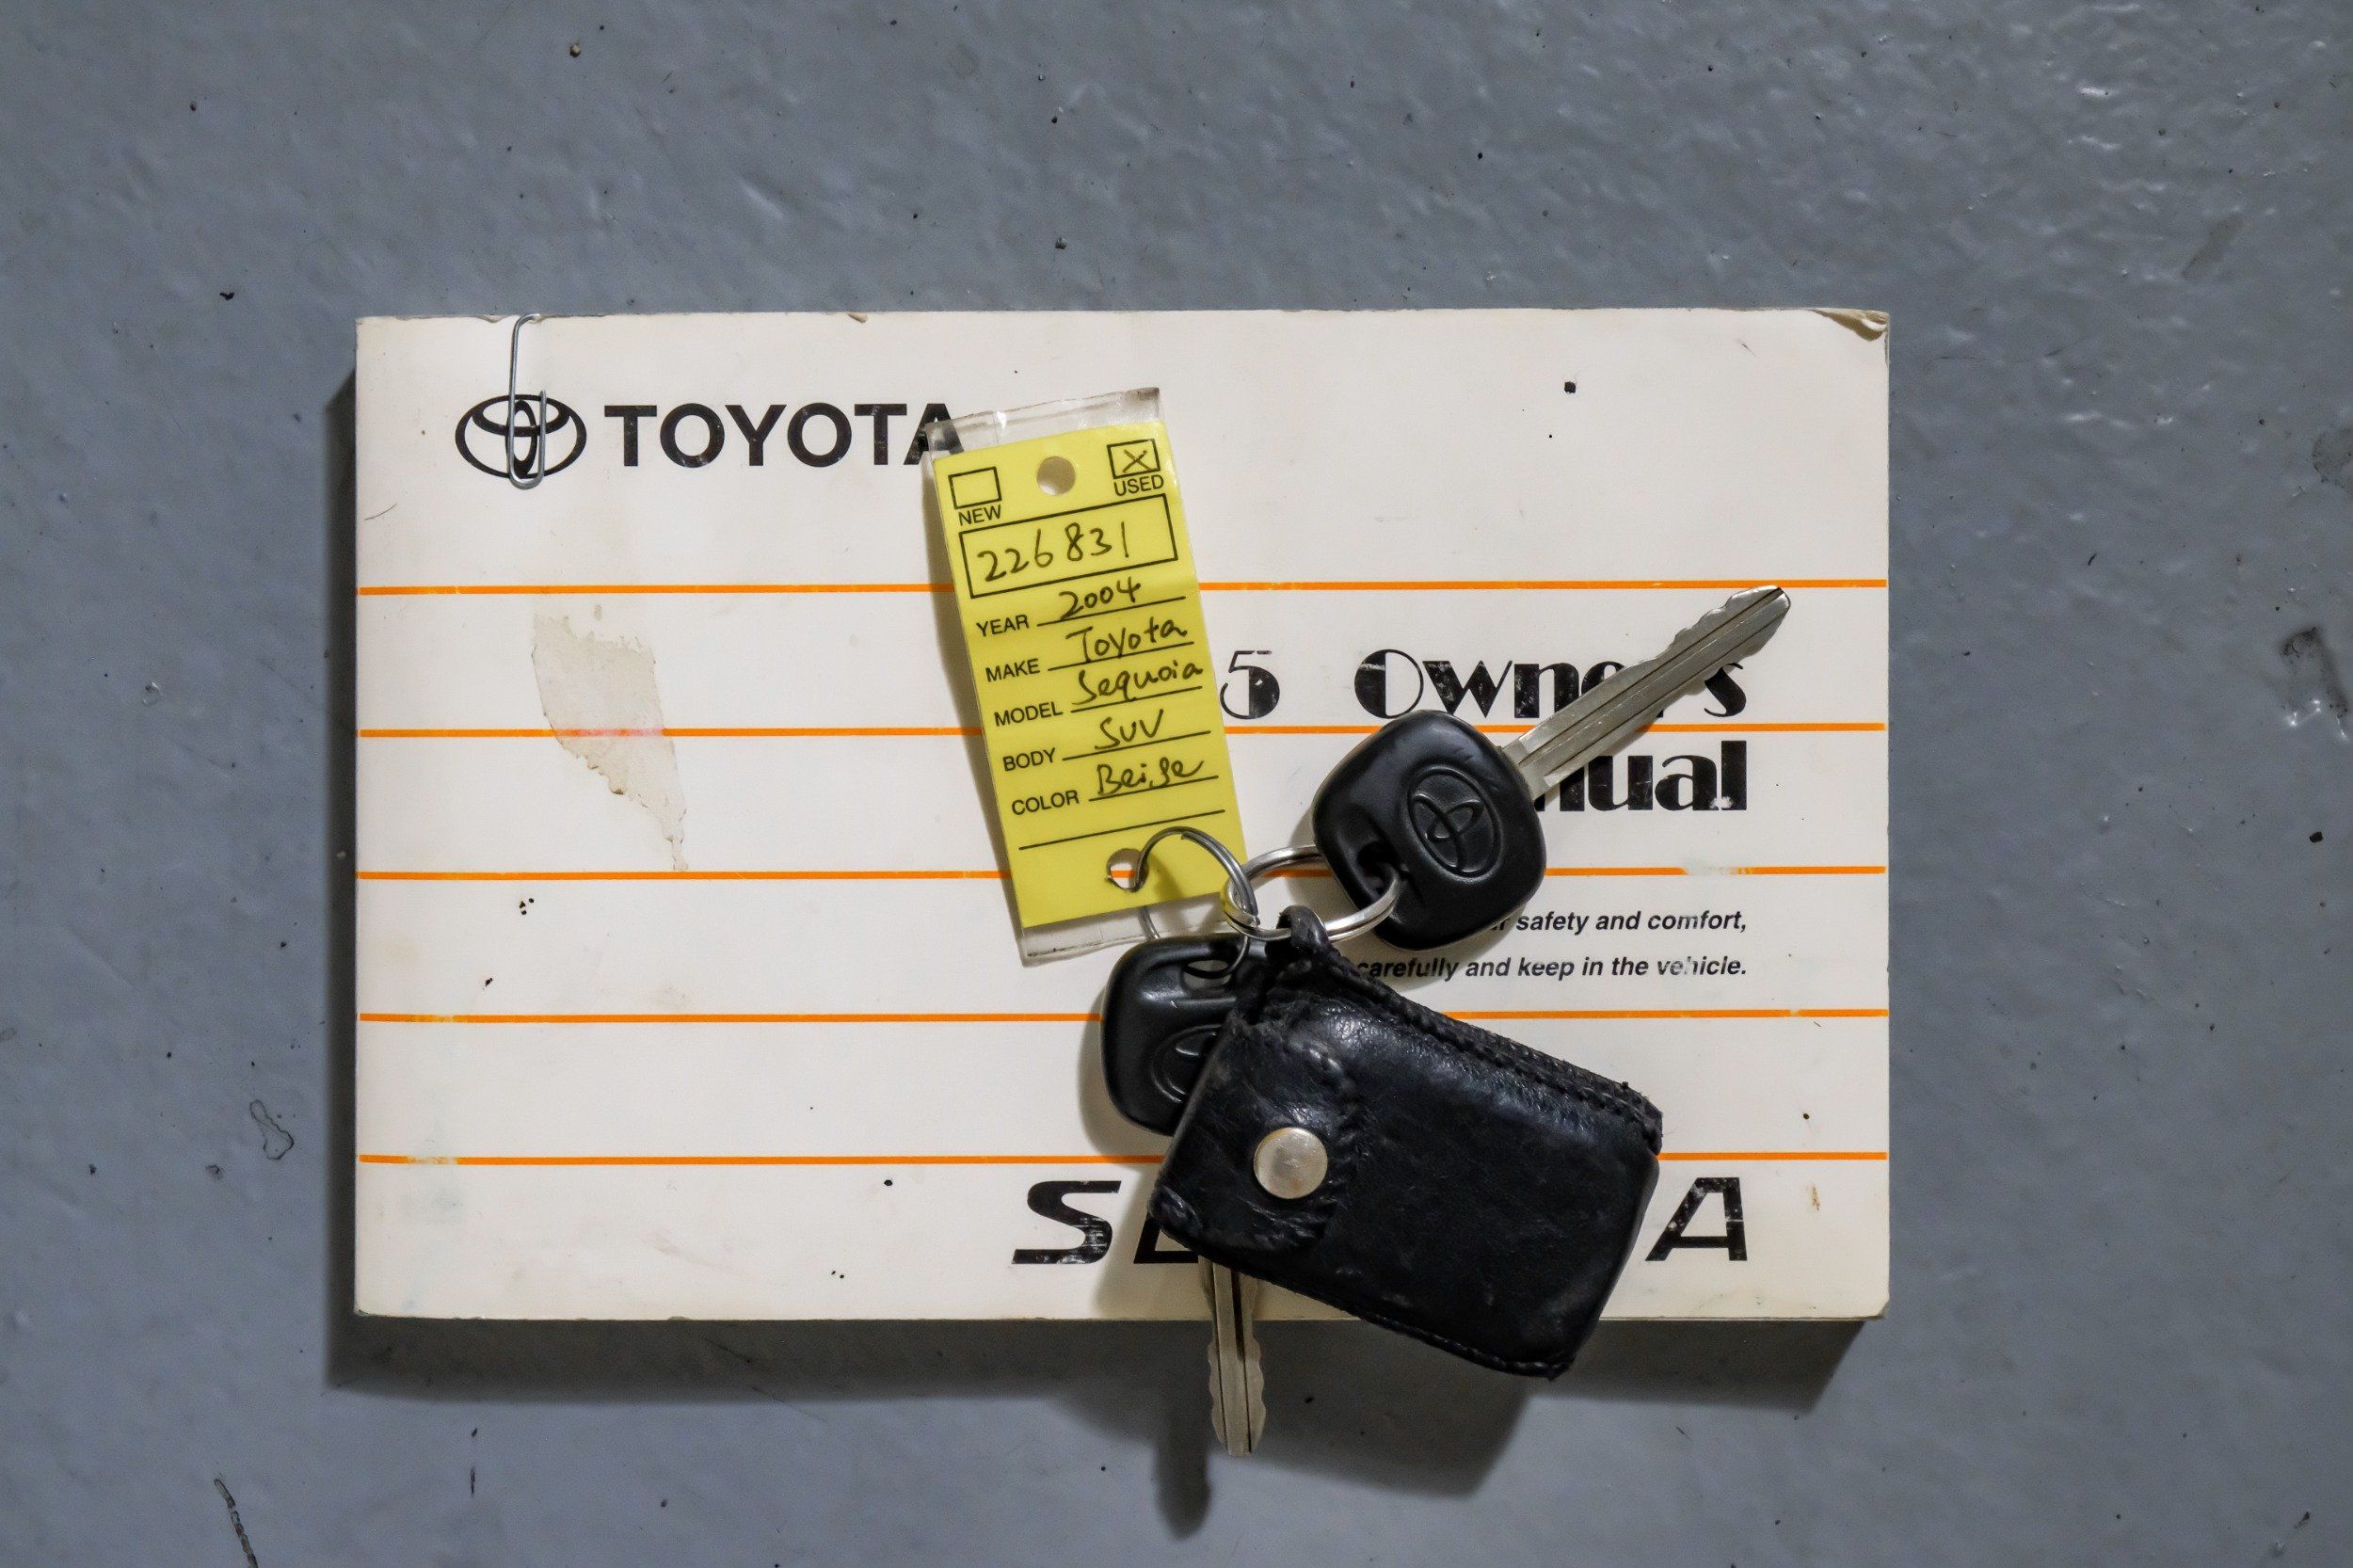 TOYOTA
NEW
USED
226831
YEAR 2004
MAKE Toyota
MODEL Sequoia
BODY SUV
COLOR Beige
5 Owner's
nual
safety and comfort,
carefully and keep in the vehicle.
S A